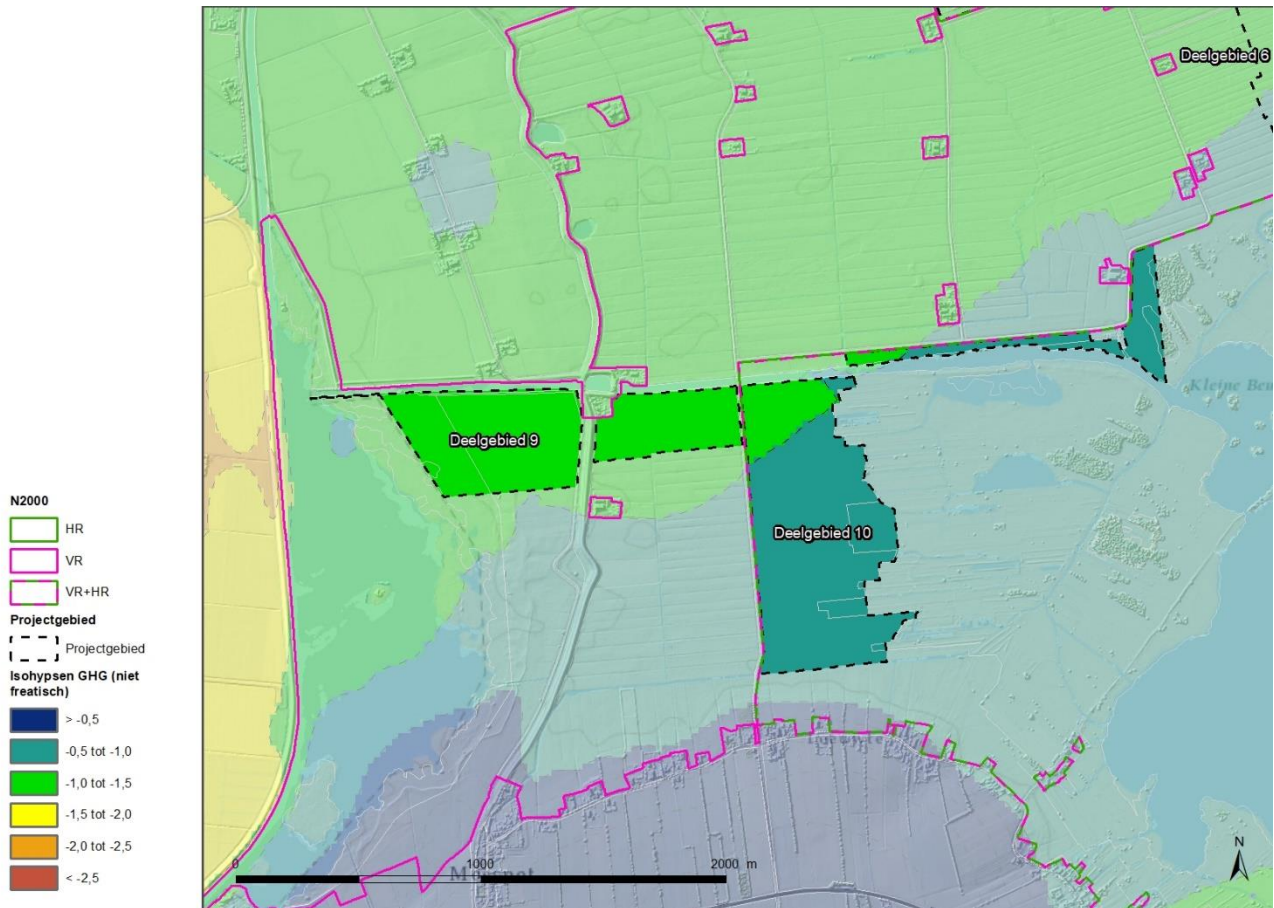 Deelgebied 6
Kleine Beu
Deelgebied 9
Deelgebied 10
N2000
HR
VR
VR+HR
Projectgebied
Projectgebied
Isohypsen GHG (niet
freatisch)
> -0,5
-0,5 tot -1,0
-1,0 tot -1,5
-1,5 tot -2,0
-2,0 tot -2,5
< -2,5
0
1000
2000 m
N